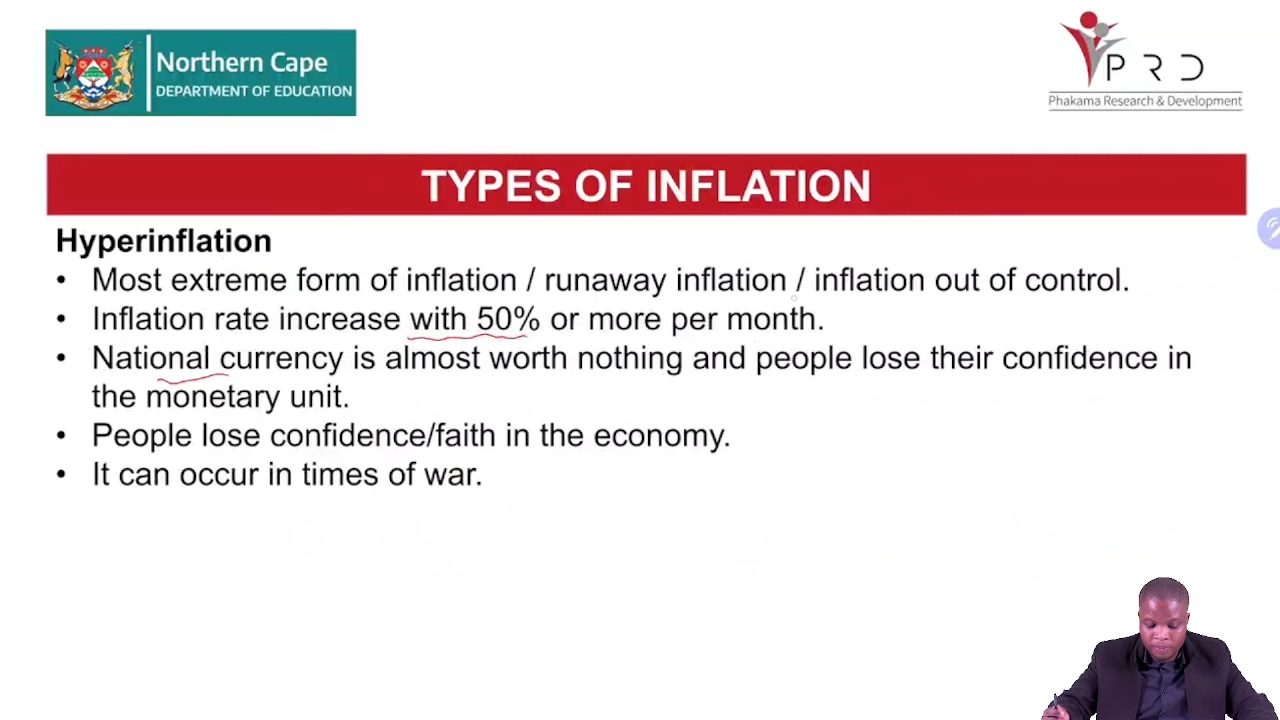 Northern Cape
DEPARTMENT OF EDUCATION
P R D
Phakama Research & Development
TYPES OF INFLATION
Hyperinflation
• Most extreme form of inflation / runaway inflation / inflation out of control.
• Inflation rate increase with 50% or more per month.
• National currency is almost worth nothing and people lose their confidence in
the monetary unit.
• People lose confidence/faith in the economy.
• It can occur in times of war.